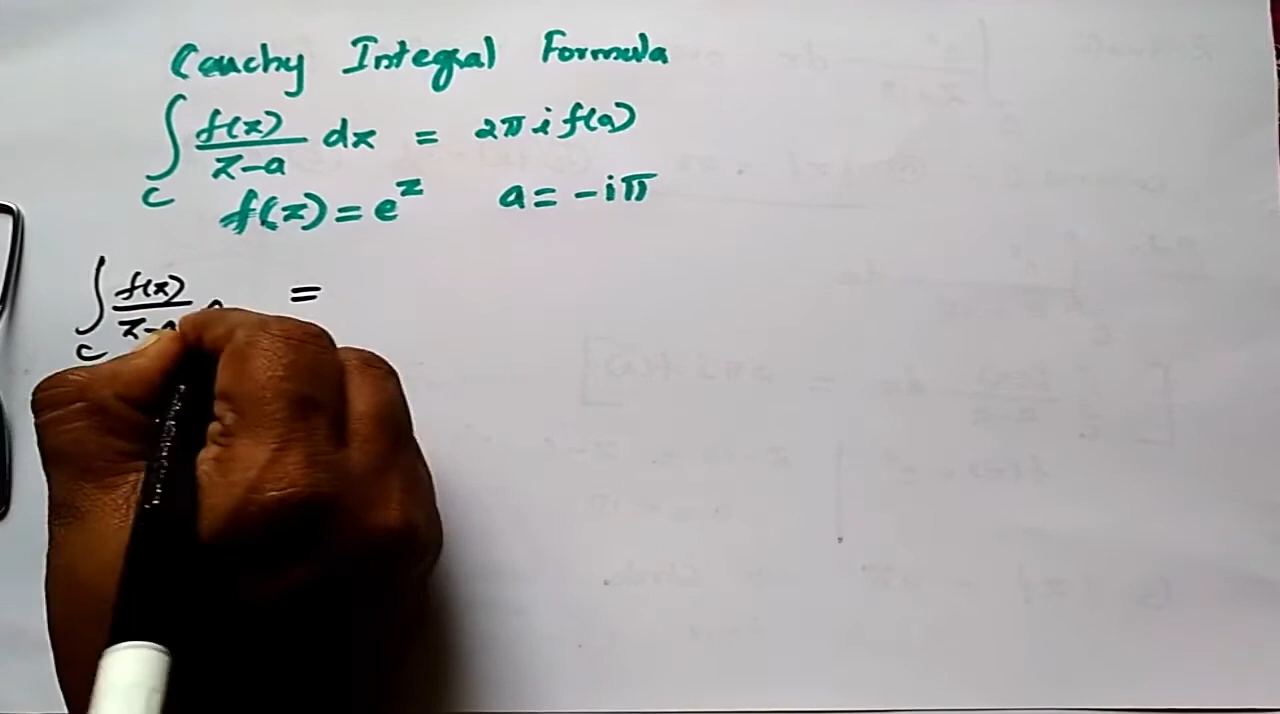 Cauchy Integral Formula
∫_C f(z)/(z-a) dz = 2πi f(a)
f(z) = e^z a = -iπ
∫_C f(z)/(z-a) =